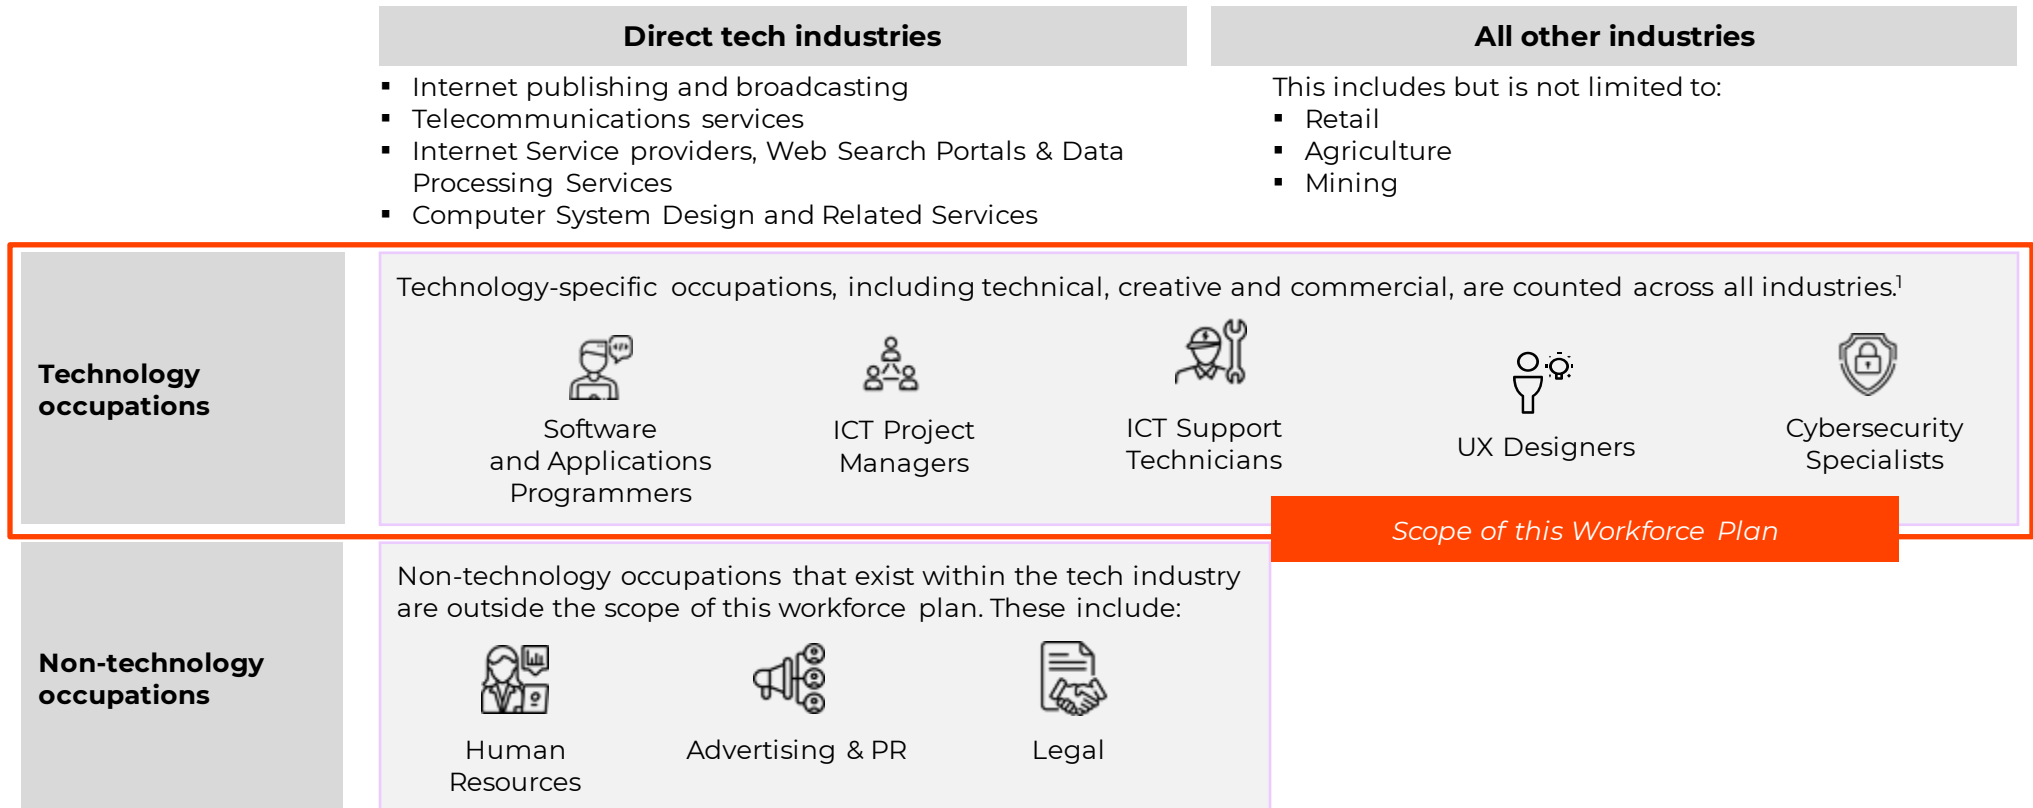 Direct tech industries
All other industries
▪ Internet publishing and broadcasting
▪ Telecommunications services
▪ Internet Service providers, Web Search Portals & Data
Processing Services
▪ Computer System Design and Related Services
This includes but is not limited to:
▪ Retail
▪ Agriculture
▪ Mining
Technology
occupations
Technology-specific occupations, including technical, creative and commercial, are counted across all industries.¹
Software
and Applications
Programmers
ICT Project
Managers
ICT Support
Technicians
UX Designers
Cybersecurity
Specialists
Scope of this Workforce Plan
Non-technology
occupations
Non-technology occupations that exist within the tech industry
are outside the scope of this workforce plan. These include:
Human
Resources
Advertising & PR
Legal